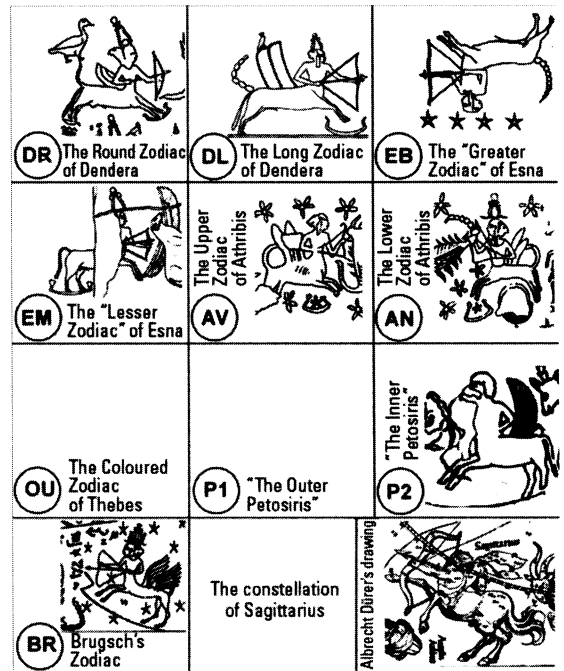 DR
The Round Zodiac
of Dendera
DL
The Long Zodiac
of Dendera
EB
The "Greater
Zodiac" of Esna
EM
The "Lesser
Zodiac" of Esna
AV
The Upper
Zodiac
of Athribis
AN
The Lower
Zodiac
of Athribis
OU
The Coloured
Zodiac
of Thebes
P1
"The Outer
Petosiris"
P2
"The Inner
Petosiris"
BR
Brugsch's
Zodiac
The constellation
of Sagittarius
Albrecht Dürer's drawing
Sagittarius